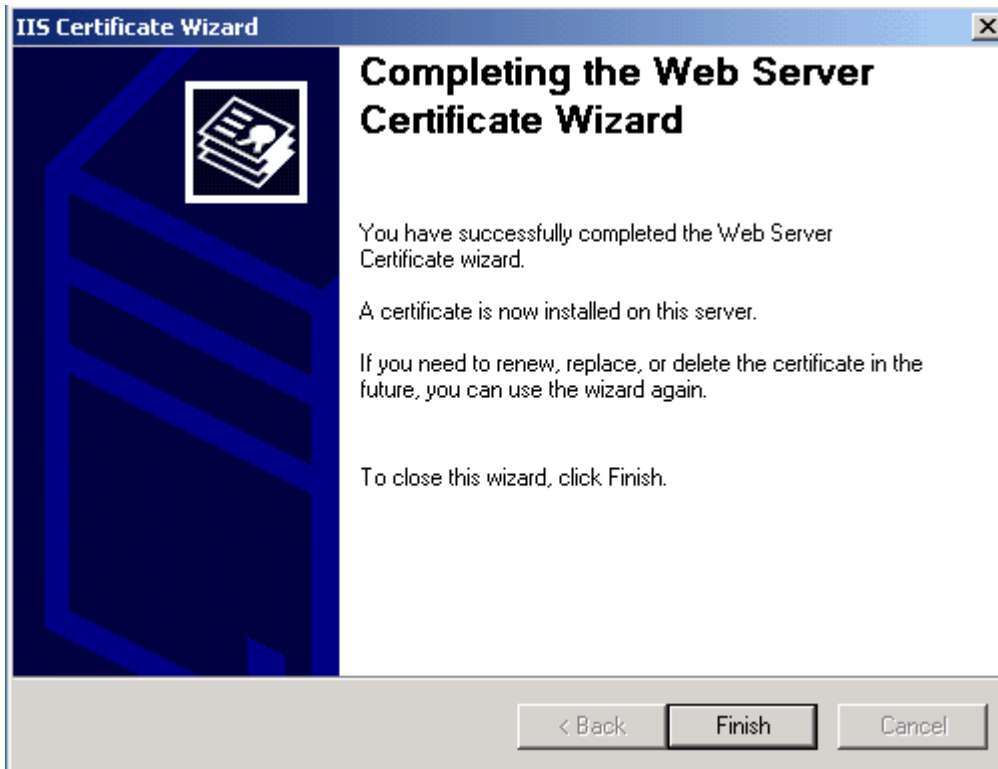 IIS Certificate Wizard
Completing the Web Server
Certificate Wizard
You have successfully completed the Web Server
Certificate wizard.
A certificate is now installed on this server.
If you need to renew, replace, or delete the certificate in the
future, you can use the wizard again.
To close this wizard, click Finish.
< Back
Finish
Cancel